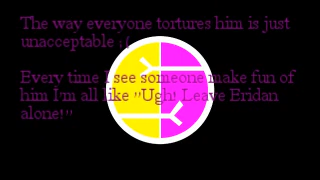 The way everyone tortures him is just
unacceptable :(
Every time I see someone make fun of
him I'm all like "Ugh! Leave Eridan
alone!"